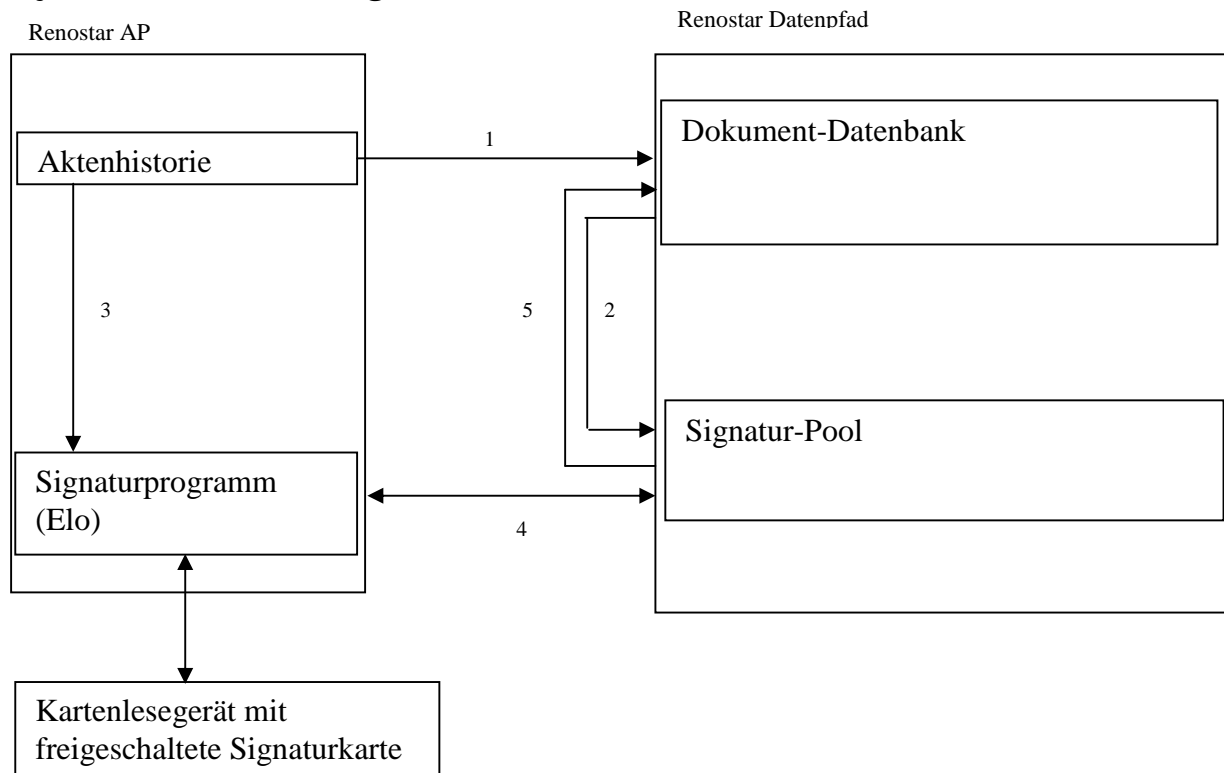 Renostar AP
Renostar Datenpfad
Aktenhistorie
1
Dokument-Datenbank
3
5
2
Signaturprogramm
(Elo)
Signatur-Pool
4
Kartenlesegerät mit
freigeschaltete Signaturkarte